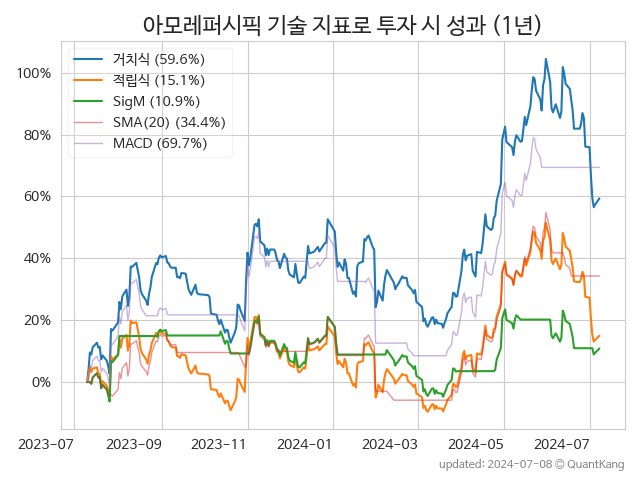 아모레퍼시픽 기술 지표로 투자 시 성과 (1년)
거치식 (59.6%)
적립식 (15.1%)
SigM (10.9%)
SMA(20) (34.4%)
MACD (69.7%)
100%
80%
60%
40%
20%
0%
2023-07 2023-09 2023-11 2024-01 2024-03 2024-05 2024-07
updated: 2024-07-08 © QuantKang